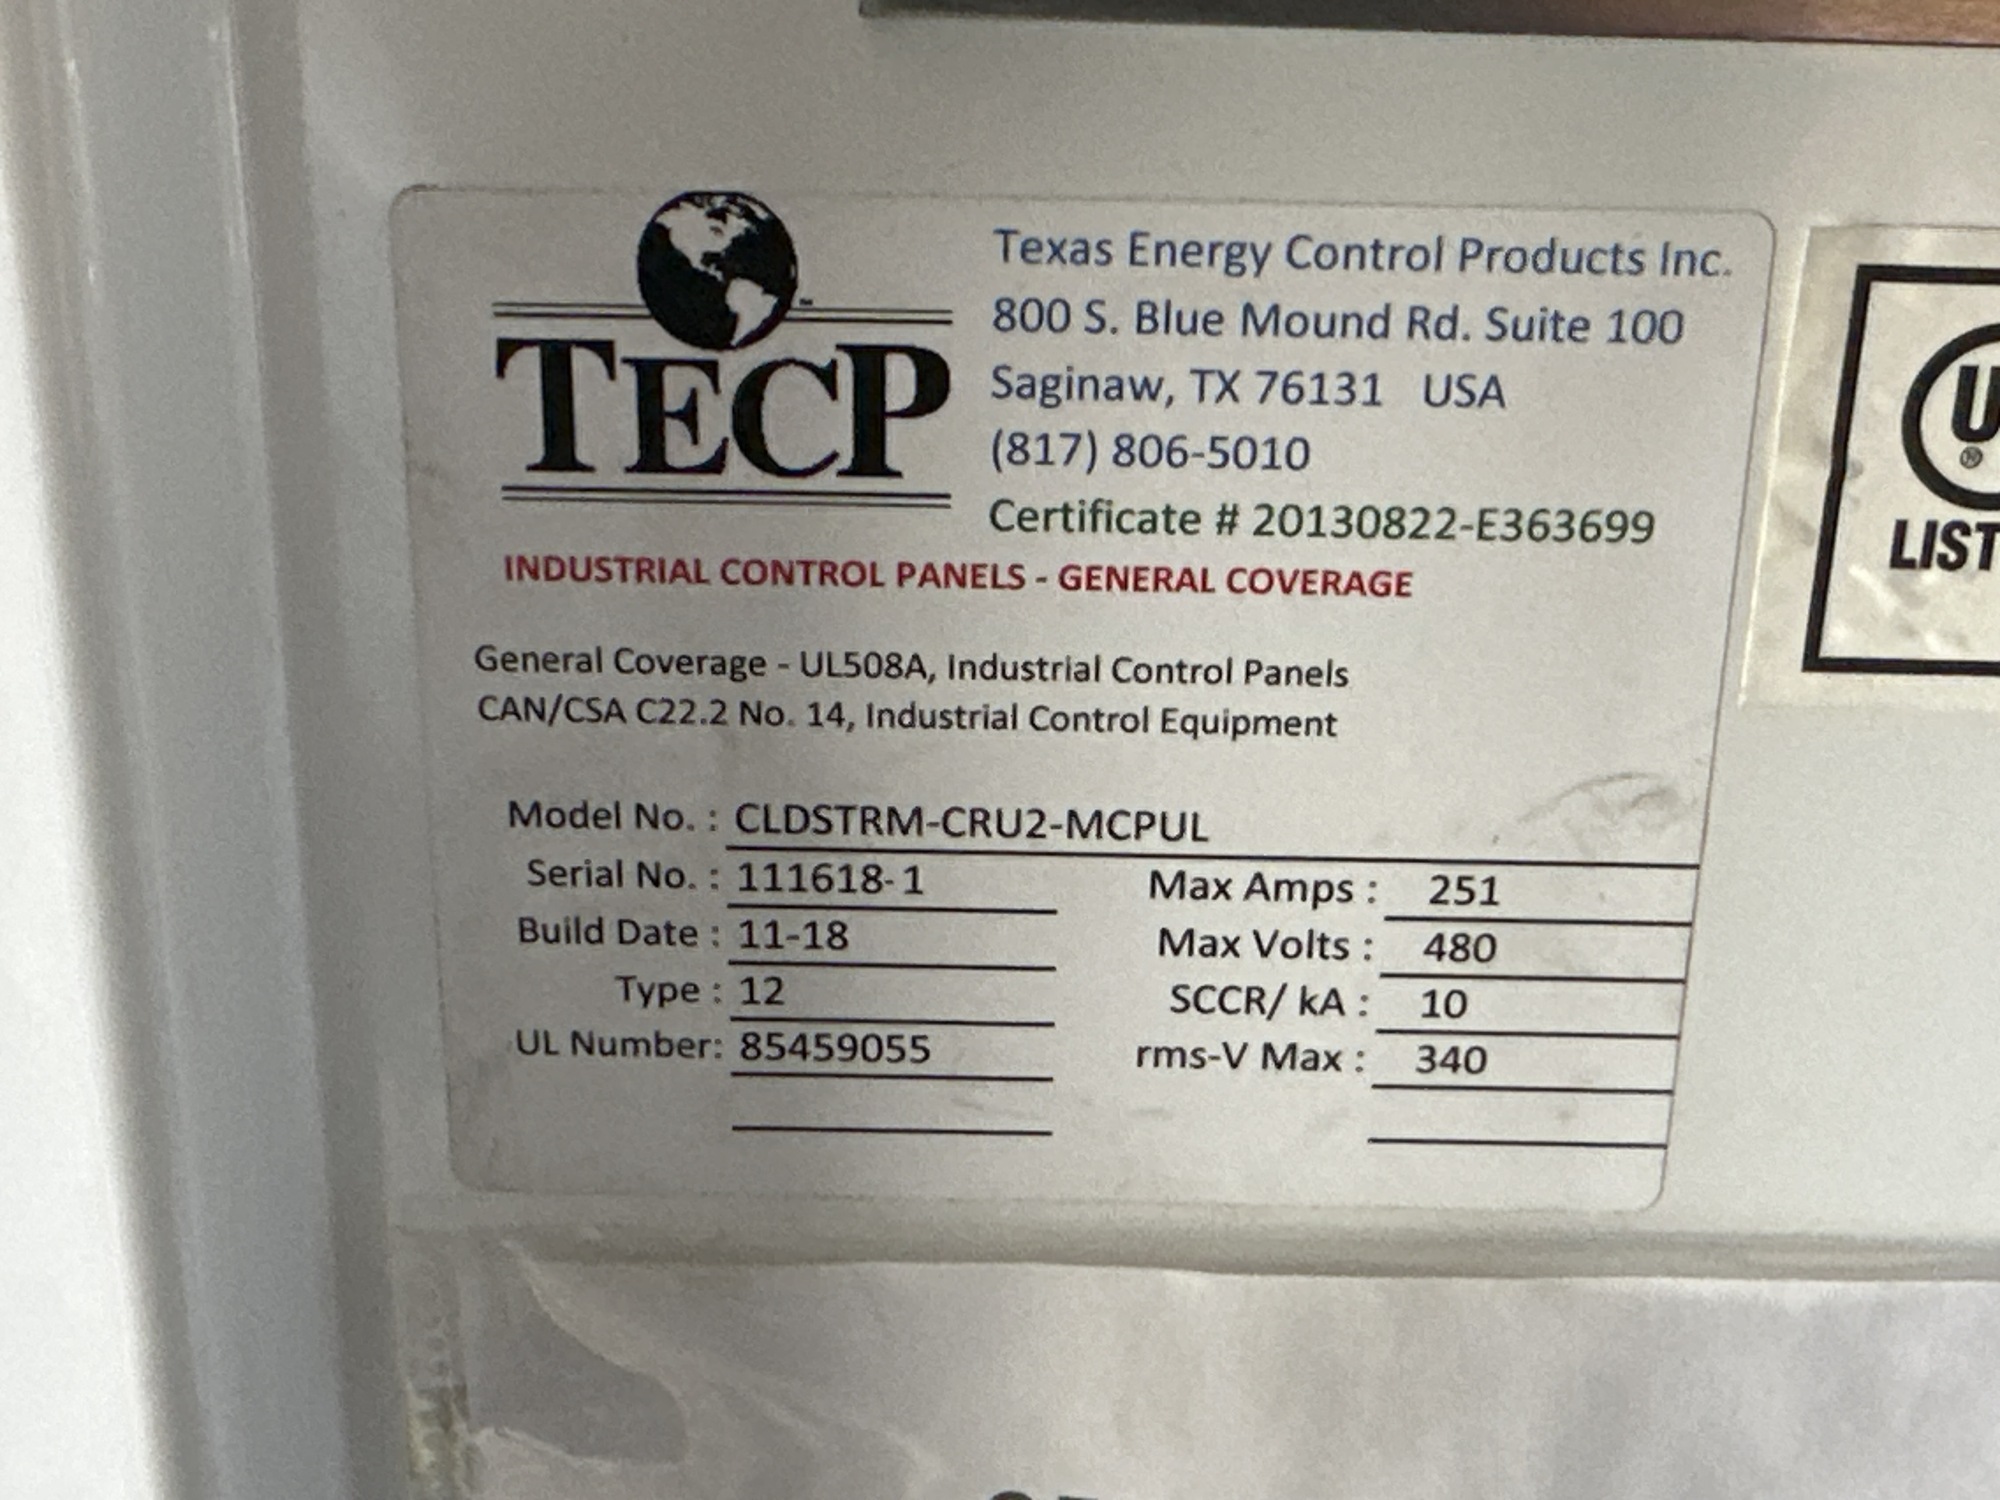 TECP
Texas Energy Control Products Inc.
800 S. Blue Mound Rd. Suite 100
Saginaw, TX 76131 USA
(817) 806-5010
Certificate # 20130822-E363699
INDUSTRIAL CONTROL PANELS - GENERAL COVERAGE
General Coverage - UL508A, Industrial Control Panels
CAN/CSA C22.2 No. 14, Industrial Control Equipment
Model No. : CLDSTRM-CRU2-MCPUL
Serial No. : 111618-1 Max Amps : 251
Build Date : 11-18 Max Volts : 480
Type : 12 SCCR/ kA : 10
UL Number: 85459055 rms-V Max : 340
U
®
LIST